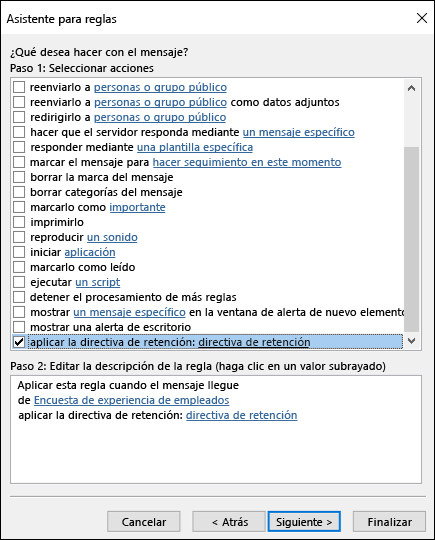 Asistente para reglas
¿Qué desea hacer con el mensaje?
Paso 1: Seleccionar acciones
reenviarlo a personas o grupo público
reenviarlo a personas o grupo público como datos adjuntos
redirigirlo a personas o grupo público
hacer que el servidor responda mediante un mensaje específico
responder mediante una plantilla específica
marcar el mensaje para hacer seguimiento en este momento
borrar la marca del mensaje
borrar categorías del mensaje
marcarlo como importante
imprimirlo
reproducir un sonido
iniciar aplicación
marcarlo como leído
ejecutar un script
detener el procesamiento de más reglas
mostrar un mensaje específico en la ventana de alerta de nuevo elemento
mostrar una alerta de escritorio
aplicar la directiva de retención: directiva de retención
Paso 2: Editar la descripción de la regla (haga clic en un valor subrayado)
Aplicar esta regla cuando el mensaje llegue
de Encuesta de experiencia de empleados
aplicar la directiva de retención: directiva de retención
Cancelar < Atrás Siguiente > Finalizar